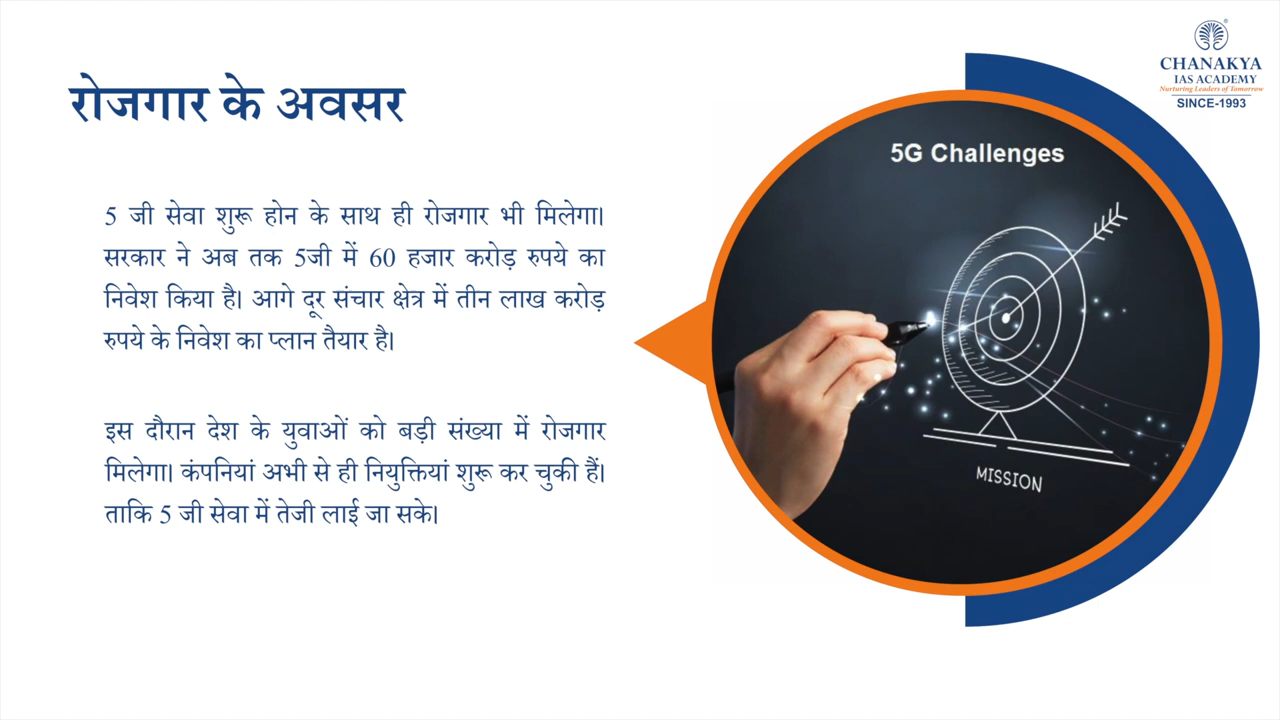 CHANAKYA
IAS ACADEMY
Nurturing Leaders of Tomorrow
SINCE-1993
रोजगार के अवसर
5 जी सेवा शुरू होन के साथ ही रोजगार भी मिलेगा।
सरकार ने अब तक 5जी में 60 हजार करोड़ रुपये का
निवेश किया है। आगे दूर संचार क्षेत्र में तीन लाख करोड़
रुपये के निवेश का प्लान तैयार है।
इस दौरान देश के युवाओं को बड़ी संख्या में रोजगार
मिलेगा। कंपनियां अभी से ही नियुक्तियां शुरू कर चुकी हैं।
ताकि 5 जी सेवा में तेजी लाई जा सके।
5G Challenges
MISSION